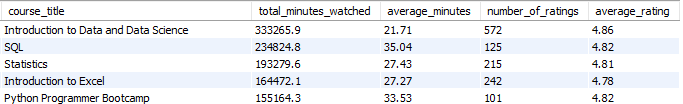 course_title total_minutes_watched average_minutes number_of_ratings average_rating
Introduction to Data and Data Science 333265.9 21.71 572 4.86
SQL 234824.8 35.04 125 4.82
Statistics 193279.6 27.43 215 4.81
Introduction to Excel 164472.1 27.27 242 4.78
Python Programmer Bootcamp 155164.3 33.53 101 4.82